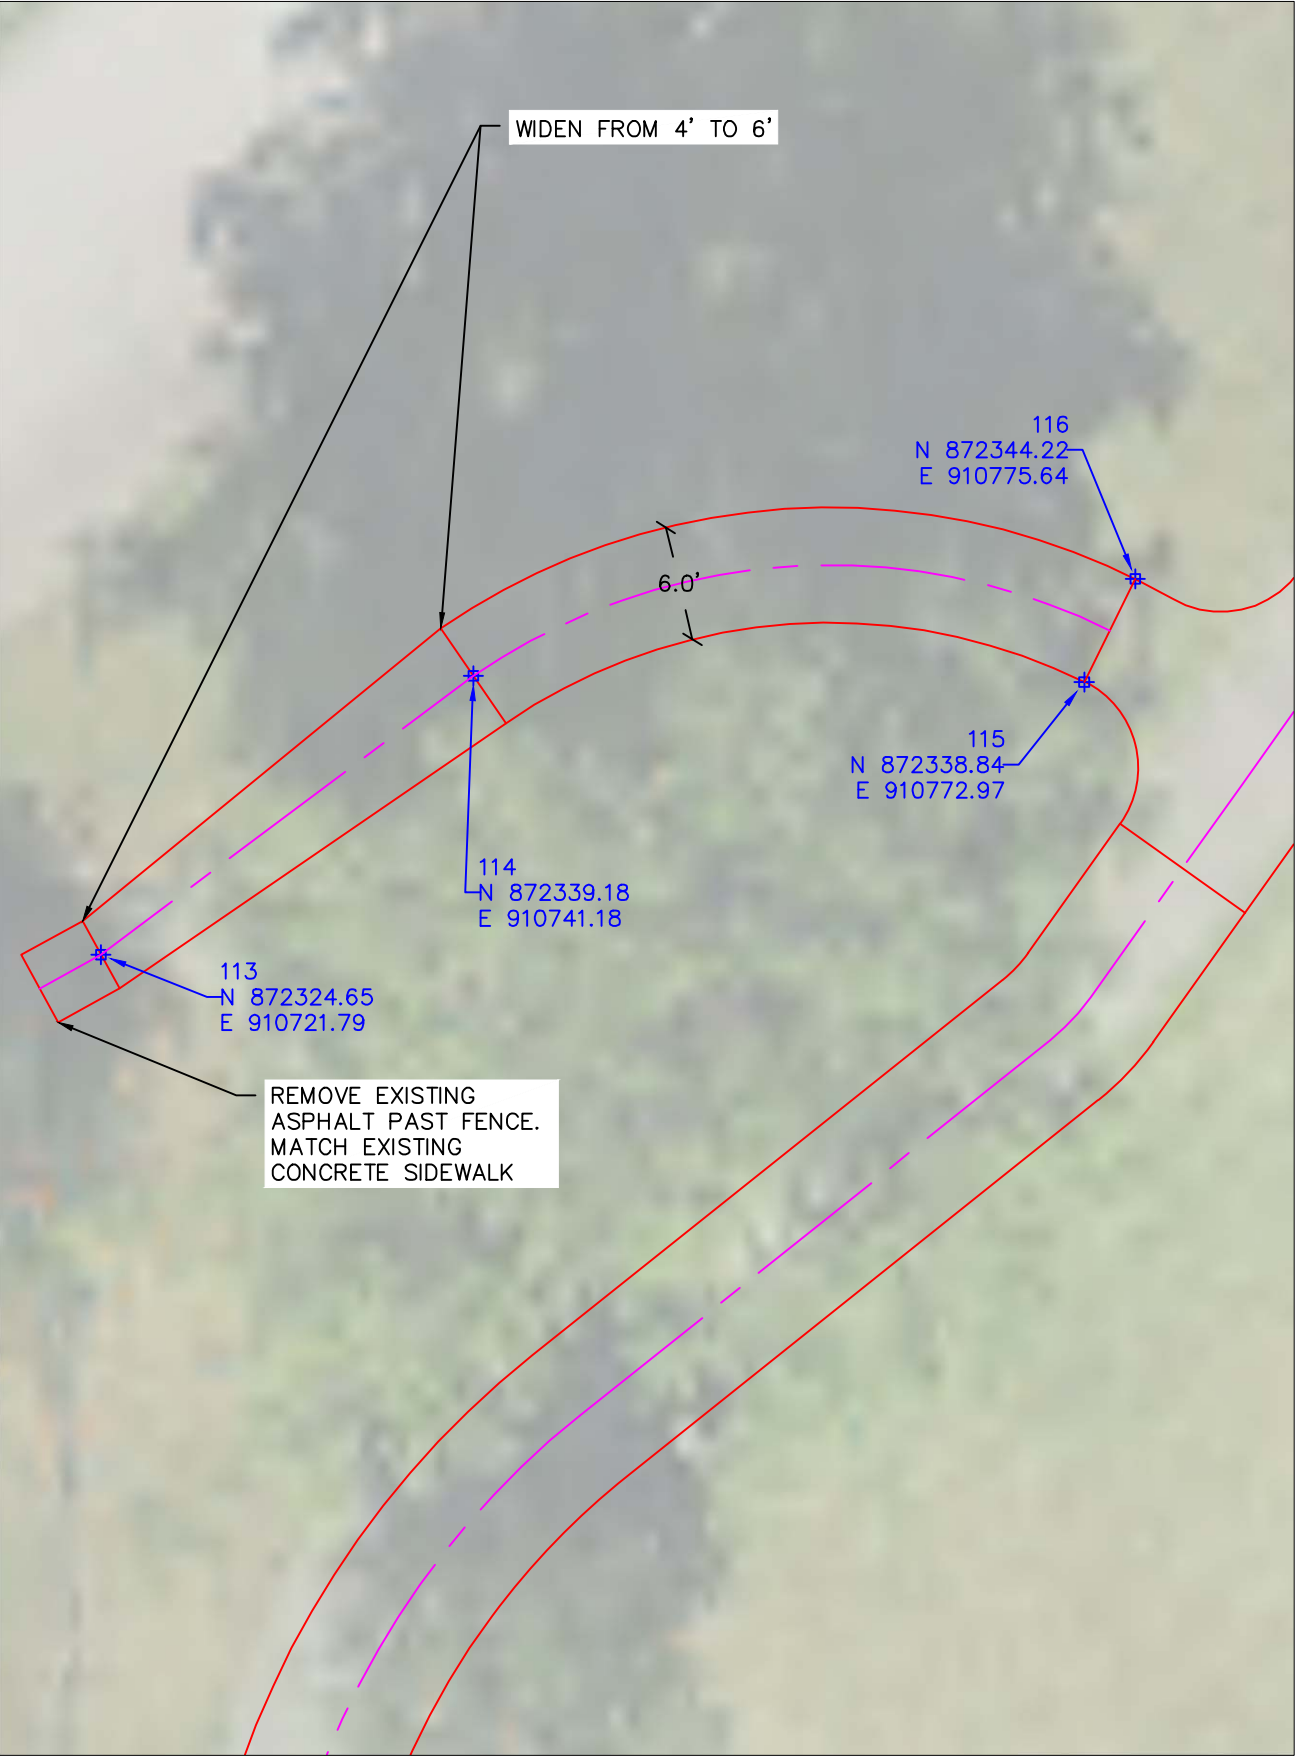 WIDEN FROM 4' TO 6'
116
N 872344.22
E 910775.64
6.0'
115
N 872338.84
E 910772.97
114
N 872339.18
E 910741.18
113
N 872324.65
E 910721.79
REMOVE EXISTING
ASPHALT PAST FENCE.
MATCH EXISTING
CONCRETE SIDEWALK